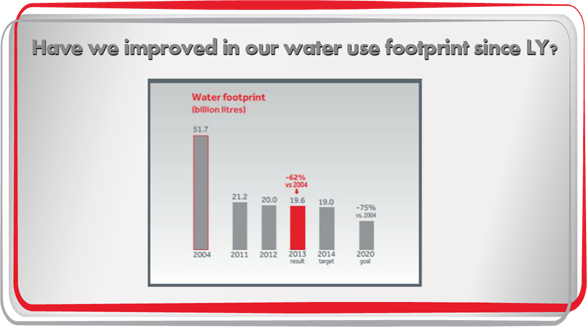 Have we improved in our water use footprint since LY?
Water footprint
(billion litres)
51.7
21.2
20.0
-62%
vs 2004
19.6
19.0
-75%
vs. 2004
2004
2011
2012
2013
result
2014
target
2020
goal